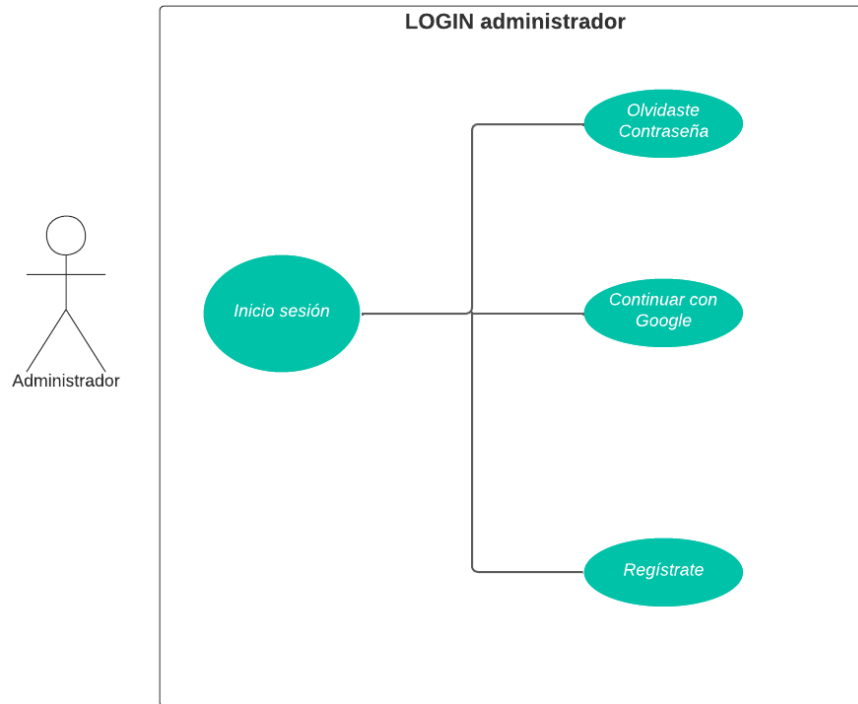 LOGIN administrador
Olvidaste
Contraseña
Inicio sesión
Continuar con
Google
Administrador
Regístrate